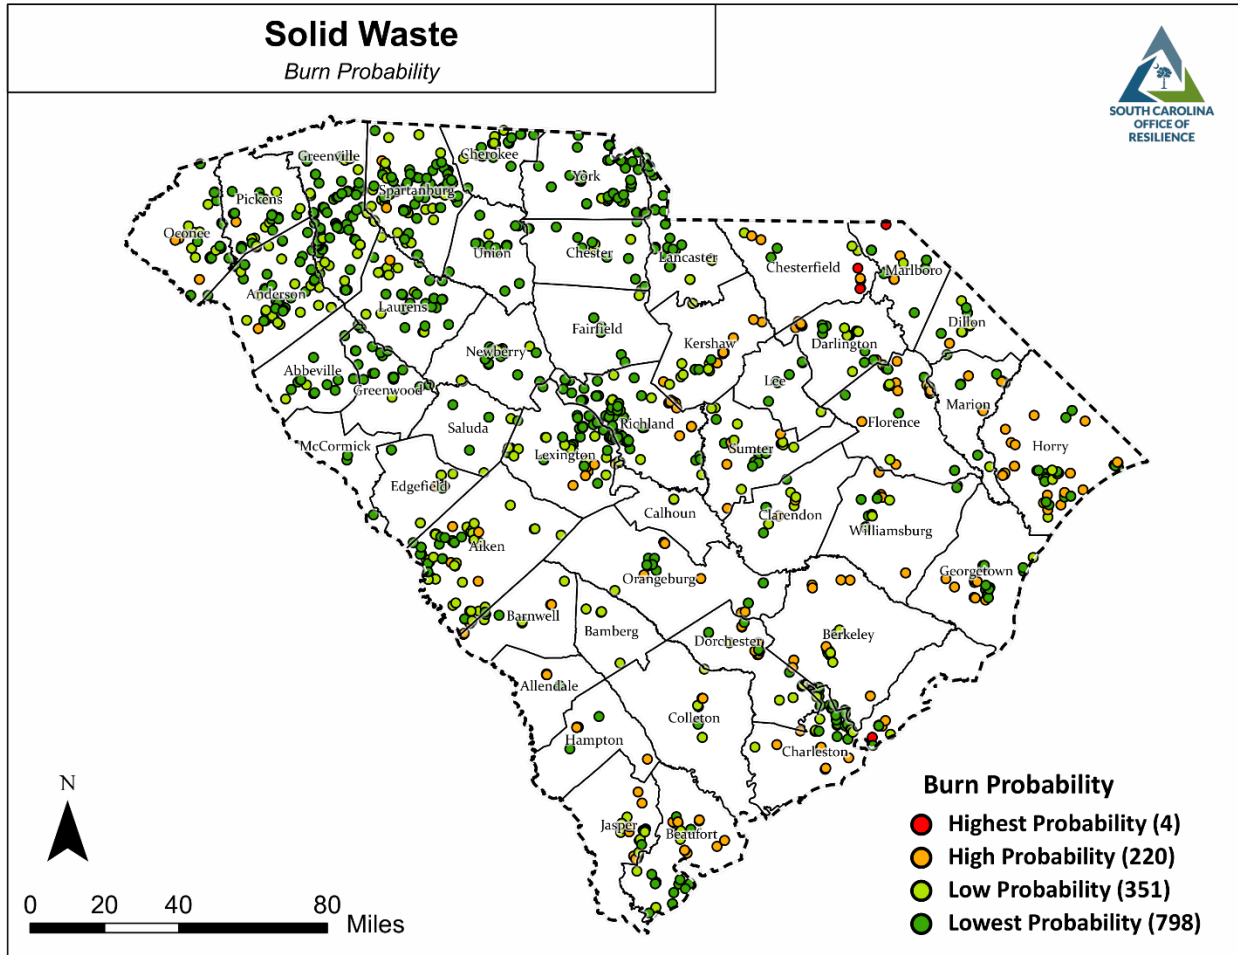 Solid Waste
Burn Probability
SOUTH CAROLINA
OFFICE OF
RESILIENCE
Cherokee
Greenville
York
Spartanburg
Pickens
Oconee
Union
Chester
Lancaster
Chesterfield
Marlboro
Anderson
Laurens
Fairfield
Dillon
Kershaw
Darlington
Newberry
Abbeville
Lee
Greenwood
Marion
Saluda
Richland
Florence
McCormick
Lexington
Sumter
Horry
Edgefield
Calhoun
Clarendon
Williamsburg
Aiken
Orangeburg
Georgetown
Barnwell
Bamberg
Dorchester
Berkeley
Allendale
Colleton
Hampton
Charleston
Jasper
Beaufort
N
0 20 40 80 Miles
Burn Probability
Highest Probability (4)
High Probability (220)
Low Probability (351)
Lowest Probability (798)